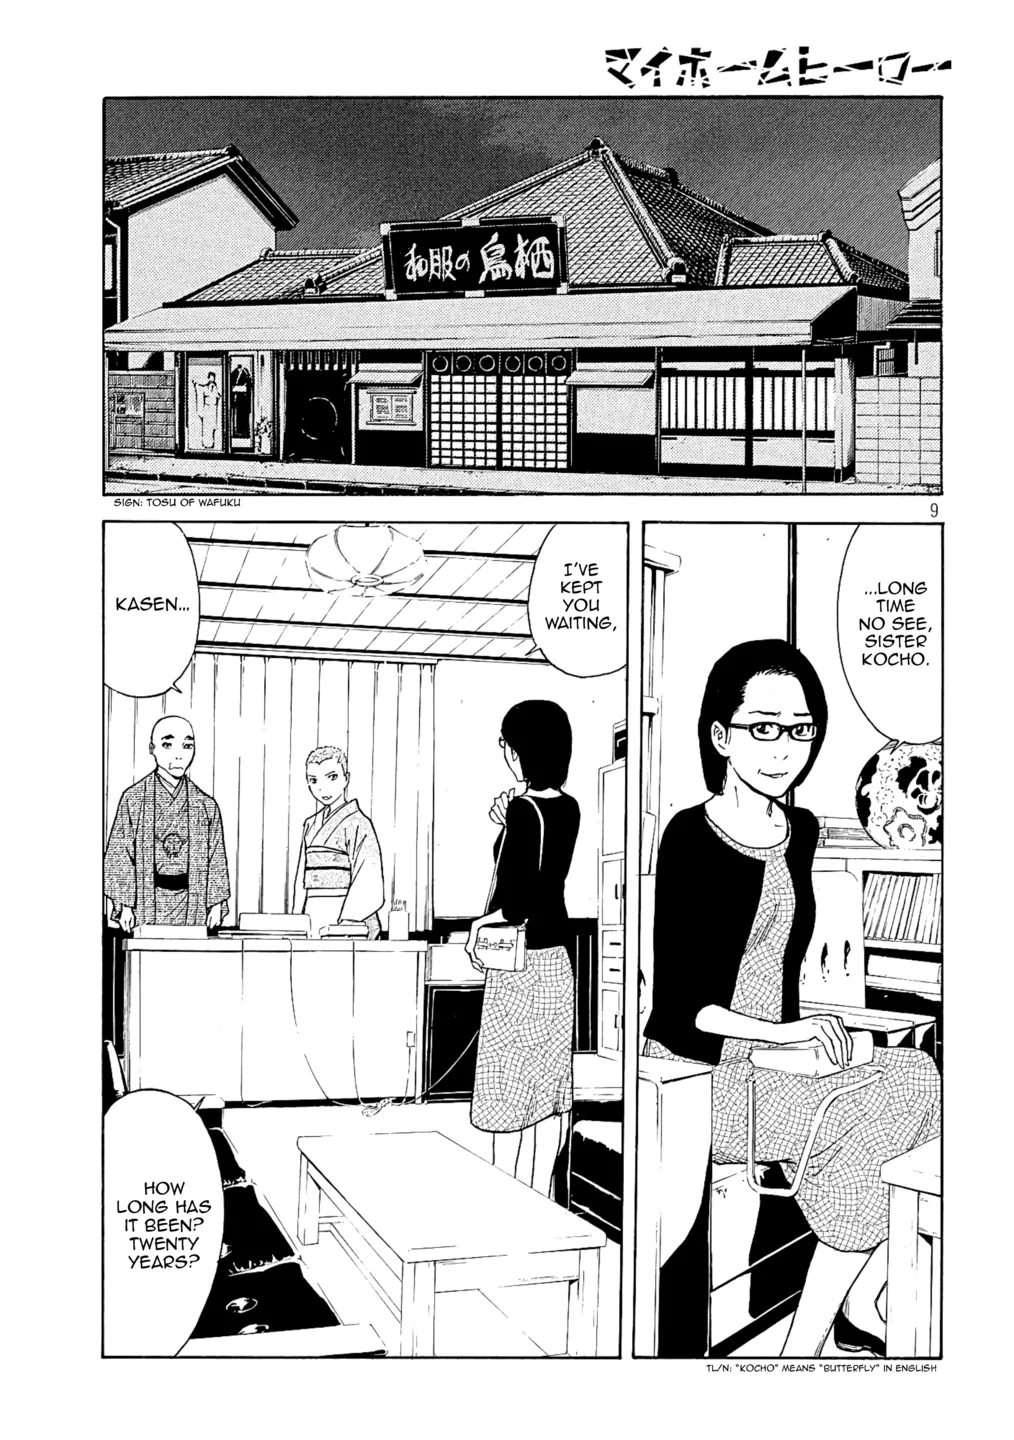 マイホームヒーロー
和服の鳥栖
SIGN: TOSU OF WAFUKU
9
I'VE
KEPT
YOU
WAITING,
KASEN...
HOW
LONG HAS
IT BEEN?
TWENTY
YEARS?
...LONG
TIME
NO SEE,
SISTER
KOCHO.
TL/N: "KOCHO" MEANS "BUTTERFLY" IN ENGLISH